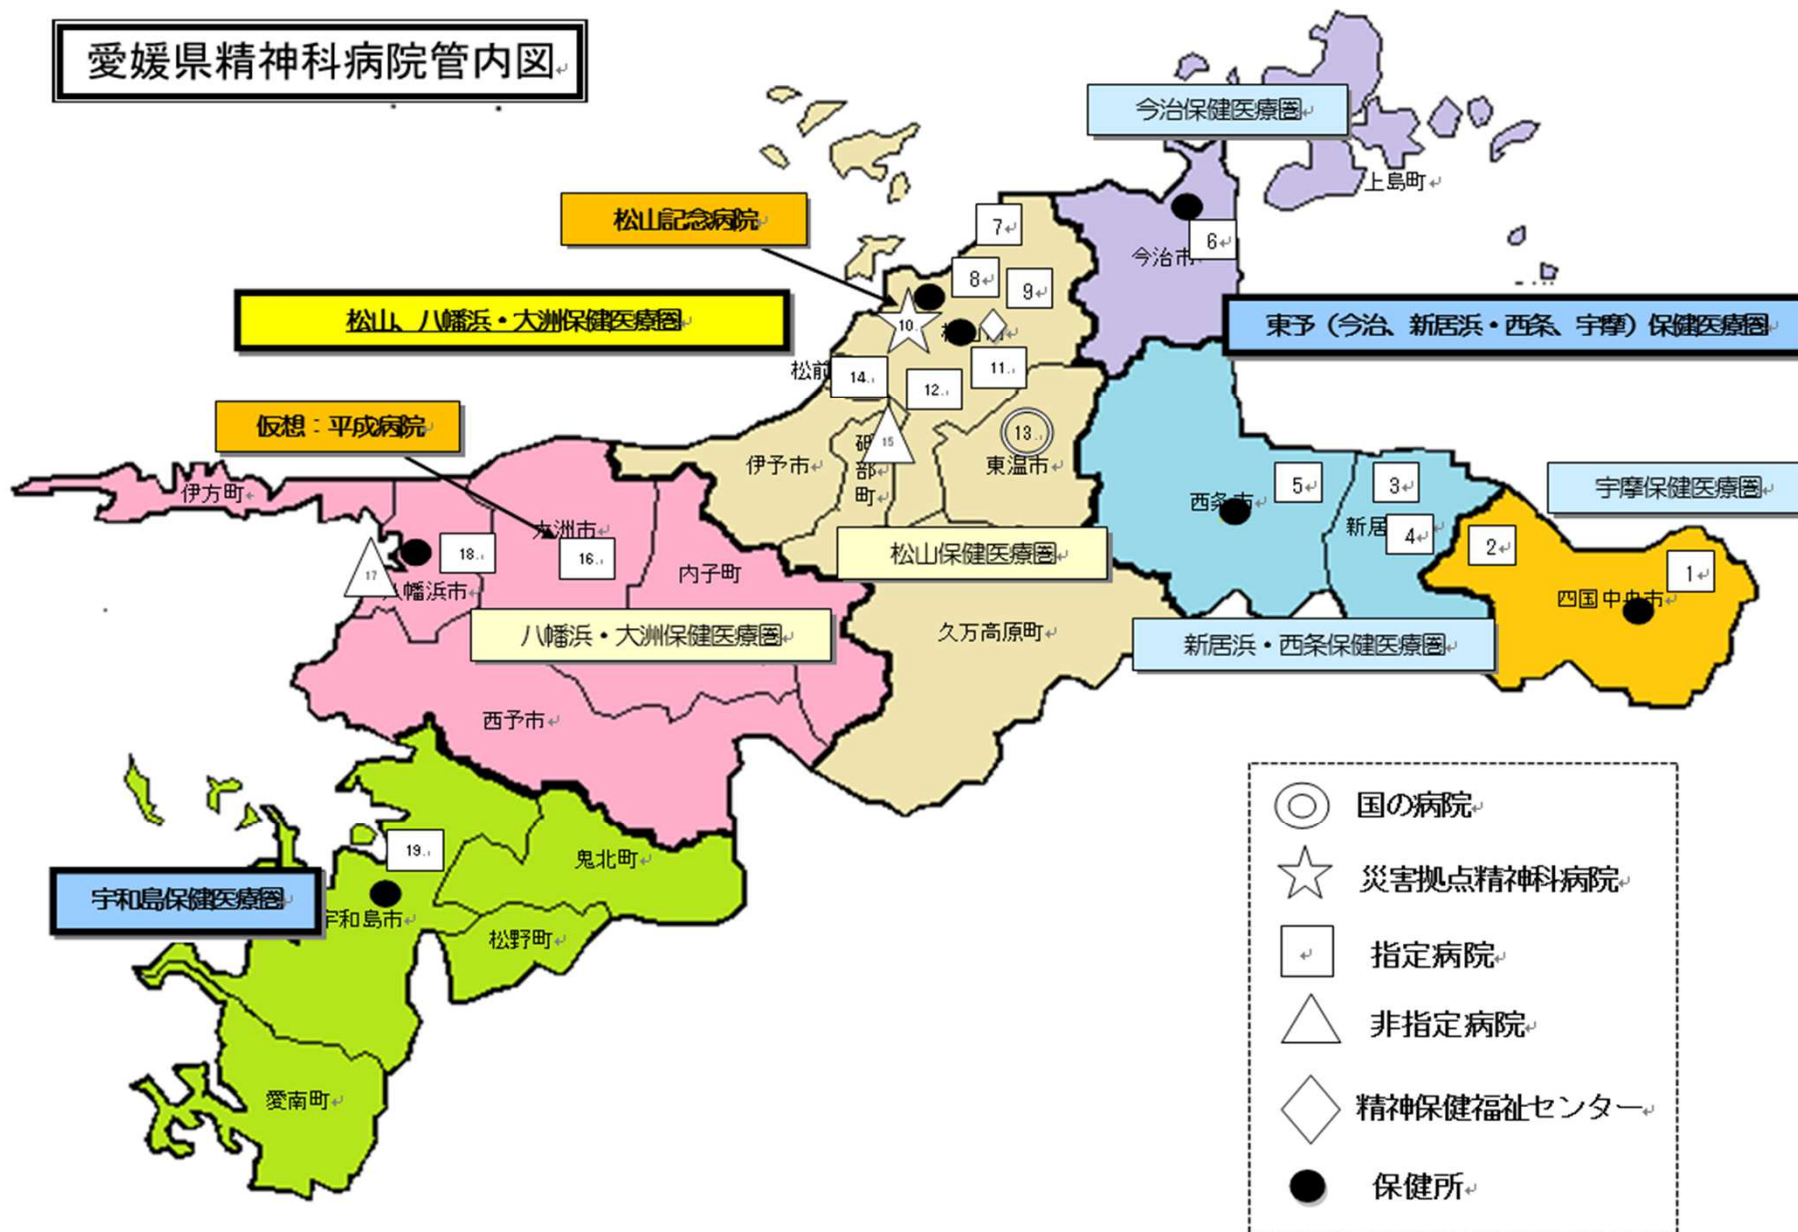 愛媛県精神科病院管内図
今治保健医療圏
上島町
松山記念病院
7
6
今治市
8
9
松山、八幡浜・大洲保健医療圏
10
東予（今治、新居浜・西条、宇摩）保健医療圏
松前
14
12
11
仮想：平成病院
15
13
砥部町
伊予市
東温市
伊方町
5
3
宇摩保健医療圏
西条市
新居
4
2
大洲市
18
16
松山保健医療圏
17
八幡浜市
内子町
1
四国中央市
八幡浜・大洲保健医療圏
久万高原町
新居浜・西条保健医療圏
西予市
国の病院
19
鬼北町
災害拠点精神科病院
宇和島保健医療圏
宇和島市
松野町
指定病院
非指定病院
愛南町
精神保健福祉センター
保健所